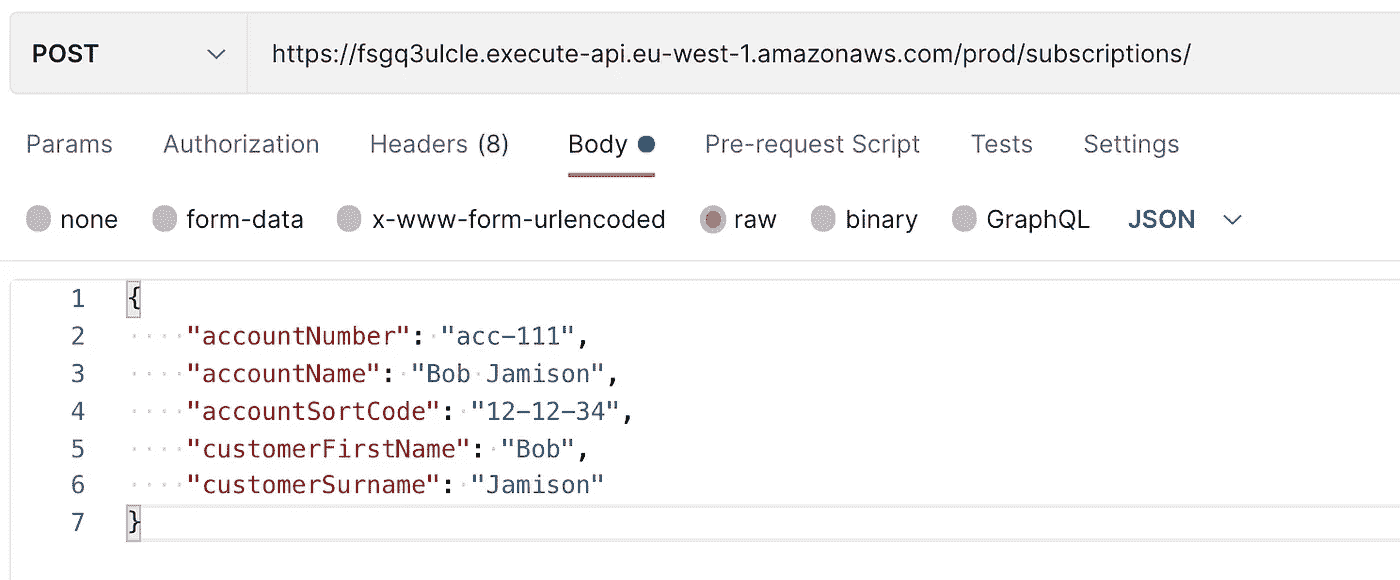 POST https://fsgq3ulcle.execute-api.eu-west-1.amazonaws.com/prod/subscriptions/
Params Authorization Headers (8) Body Pre-request Script Tests Settings
none form-data x-www-form-urlencoded raw binary GraphQL JSON
1 {
2 "accountNumber": "acc-111",
3 "accountName": "Bob Jamison",
4 "accountSortCode": "12-12-34",
5 "customerFirstName": "Bob",
6 "customerSurname": "Jamison"
7 }